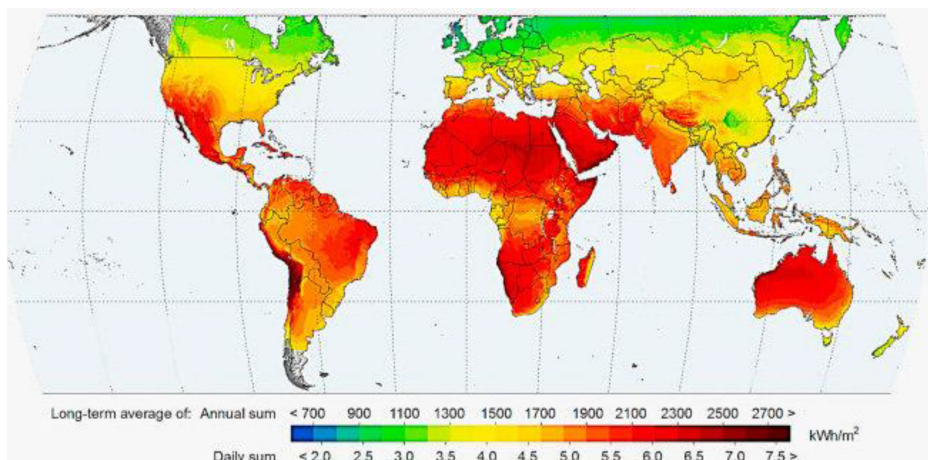 Long-term average of: Annual sum < 700 900 1100 1300 1500 1700 1900 2100 2300 2500 2700 >
kWh/m²
Daily sum < 2.0 2.5 3.0 3.5 4.0 4.5 5.0 5.5 6.0 6.5 7.0 7.5 >